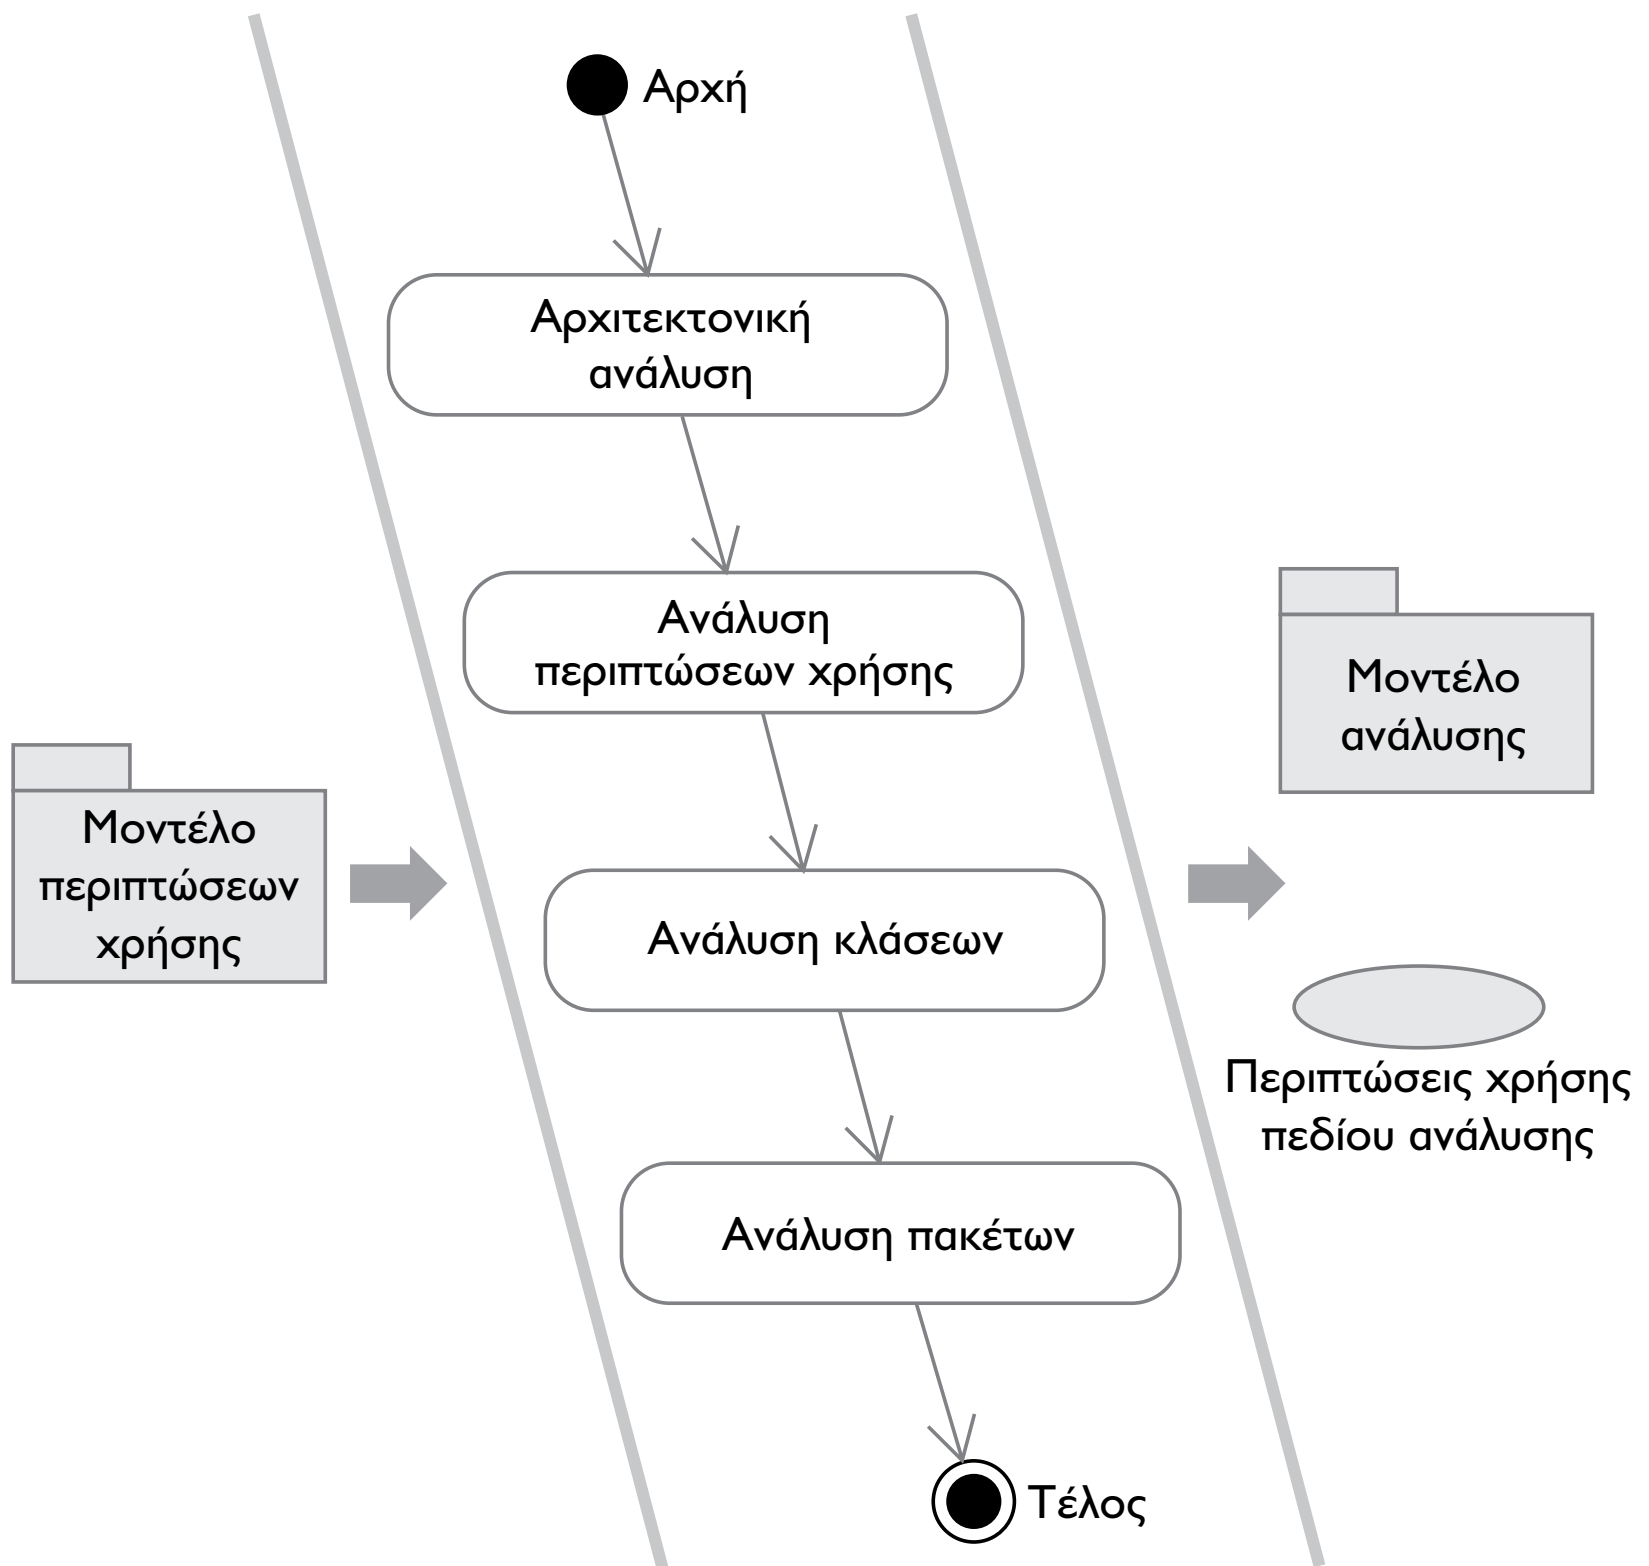 Αρχή
Αρχιτεκτονική
ανάλυση
Ανάλυση
περιπτώσεων χρήσης
Ανάλυση κλάσεων
Ανάλυση πακέτων
Τέλος
Μοντέλο
περιπτώσεων
χρήσης
Μοντέλο
ανάλυσης
Περιπτώσεις χρήσης
πεδίου ανάλυσης